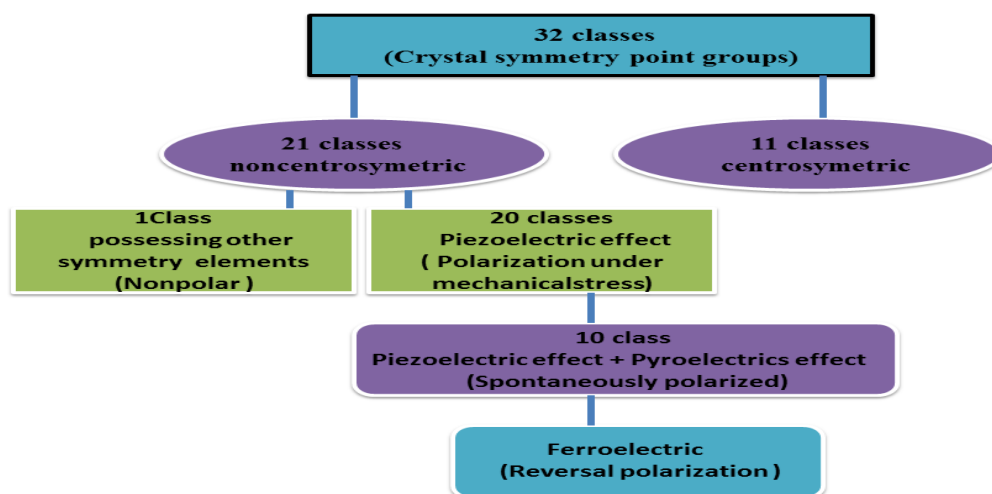 32 classes
(Crystal symmetry point groups)
21 classes
noncentrosymetric
11 classes
centrosymetric
1Class
possessing other
symmetry elements
(Nonpolar )
20 classes
Piezoelectric effect
( Polarization under
mechanicalstress)
10 class
Piezoelectric effect + Pyroelectrics effect
(Spontaneously polarized)
Ferroelectric
(Reversal polarization )